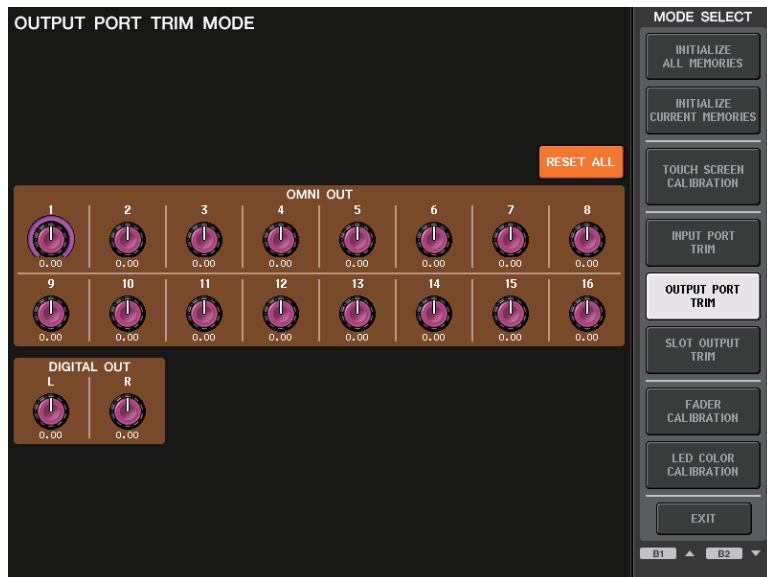 OUTPUT PORT TRIM MODE
RESET ALL
OMNI OUT
1 2 3 4 5 6 7 8
0.00 0.00 0.00 0.00 0.00 0.00 0.00 0.00
9 10 11 12 13 14 15 16
0.00 0.00 0.00 0.00 0.00 0.00 0.00 0.00
DIGITAL OUT
L R
0.00 0.00
MODE SELECT
INITIALIZE
ALL MEMORIES
INITIALIZE
CURRENT MEMORIES
TOUCH SCREEN
CALIBRATION
INPUT PORT
TRIM
OUTPUT PORT
TRIM
SLOT OUTPUT
TRIM
FADER
CALIBRATION
LED COLOR
CALIBRATION
EXIT
B1 ▲ B2 ▼